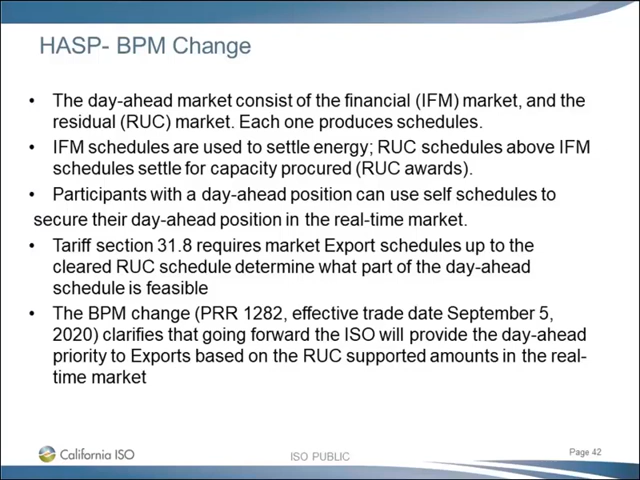 HASP- BPM Change
• The day-ahead market consist of the financial (IFM) market, and the
residual (RUC) market. Each one produces schedules.
• IFM schedules are used to settle energy; RUC schedules above IFM
schedules settle for capacity procured (RUC awards).
• Participants with a day-ahead position can use self schedules to
secure their day-ahead position in the real-time market.
• Tariff section 31.8 requires market Export schedules up to the
cleared RUC schedule determine what part of the day-ahead
schedule is feasible
• The BPM change (PRR 1282, effective trade date September 5,
2020) clarifies that going forward the ISO will provide the day-ahead
priority to Exports based on the RUC supported amounts in the real-
time market
California ISO
ISO PUBLIC
Page 42